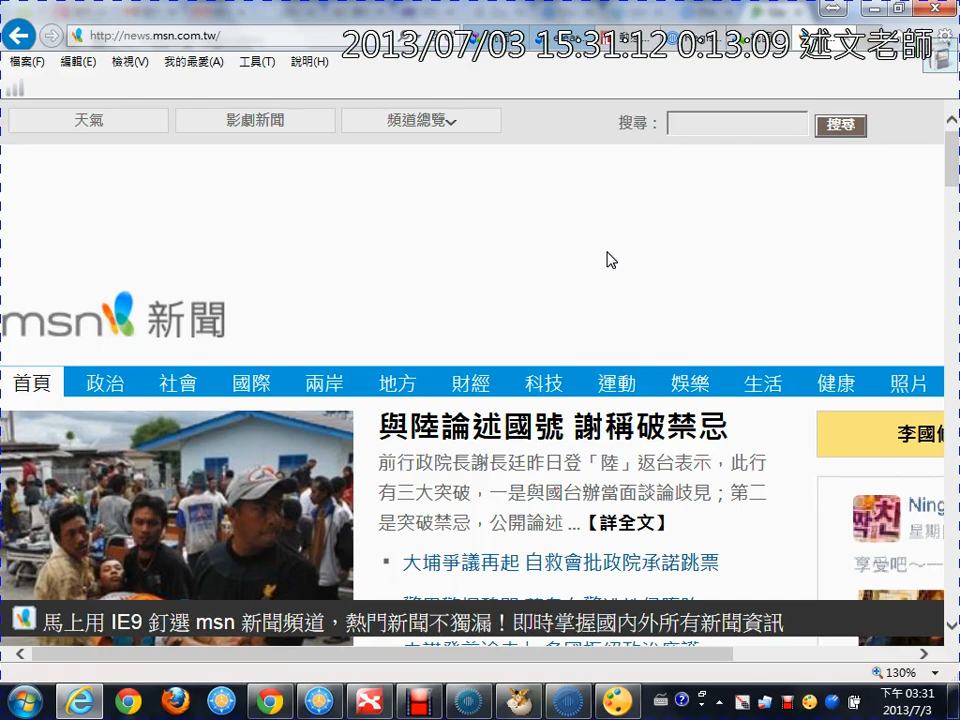 http://news.msn.com.tw/
2013/07/03 15:31:12 0:13:09 述文老師
檔案(F) 編輯(E) 檢視(V) 我的最愛(A) 工具(T) 說明(H)
天氣 影劇新聞 頻道總覽 搜尋： 搜尋
msn 新聞
首頁 政治 社會 國際 兩岸 地方 財經 科技 運動 娛樂 生活 健康 照片
與陸論述國號 謝稱破禁忌
李國
前行政院長謝長廷昨日登「陸」返台表示，此行
有三大突破，一是與國台辦當面談論歧見；第二
是突破禁忌，公開論述 ...【詳全文】
Ning
星期
享受吧～一
大埔爭議再起 自救會批政院承諾跳票
馬上用 IE9 釘選 msn 新聞頻道，熱門新聞不獨漏！即時掌握國內外所有新聞資訊
130%
下午 03:31
2013/7/3